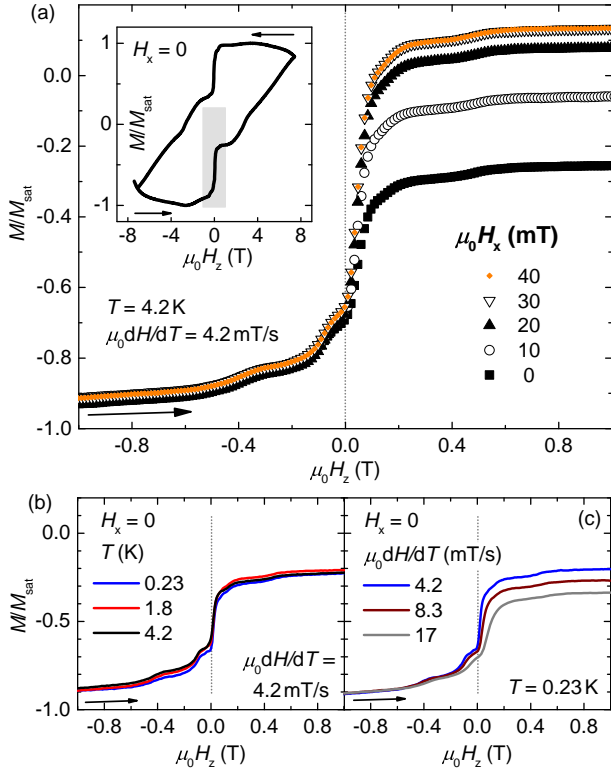 (a)
H_x = 0
M/M_sat
1
0
-1
-8
-4
0
4
8
μ₀H_z (T)
0.0
-0.2
-0.4
-0.6
-0.8
-1.0
M/M_sat
μ₀H_x (mT)
40
30
20
10
0
T = 4.2 K
μ₀dH/dT = 4.2 mT/s
-0.8
-0.4
0.0
0.4
0.8
μ₀H_z (T)
(b)
H_x = 0
T (K)
0.23
1.8
4.2
μ₀dH/dT =
4.2 mT/s
0.0
-0.5
-1.0
M/M_sat
-0.8
-0.4
0.0
0.4
0.8
μ₀H_z (T)
(c)
H_x = 0
μ₀dH/dT (mT/s)
4.2
8.3
17
T = 0.23 K
-0.8
-0.4
0.0
0.4
0.8
μ₀H_z (T)